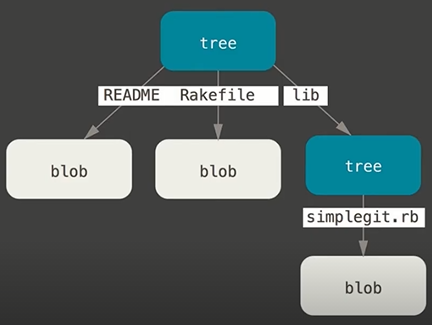 tree
README Rakefile lib
blob blob tree
simplegit.rb
blob